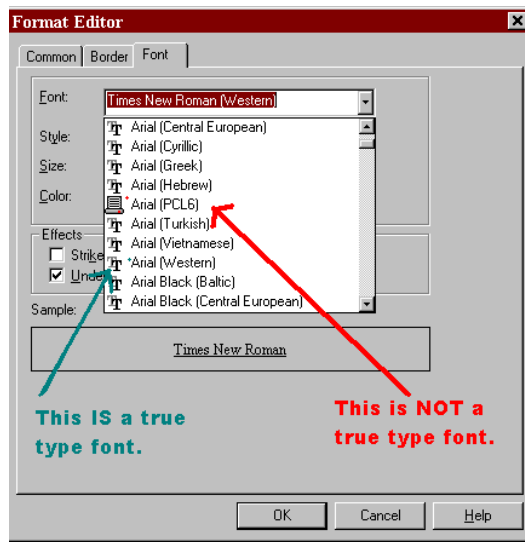 Format Editor
Common Border Font
Font:
Times New Roman (Western)
Arial (Central European)
Style:
Arial (Cyrillic)
Size:
Arial (Greek)
Arial (Hebrew)
Color:
Arial (PCL6)
Arial (Turkish)
Effects
Arial (Vietnamese)
Strike
Arial (Western)
Unde
Arial Black (Baltic)
Arial Black (Central European)
Sample:
Times New Roman
This IS a true
type font.
This is NOT a
true type font.
OK Cancel Help